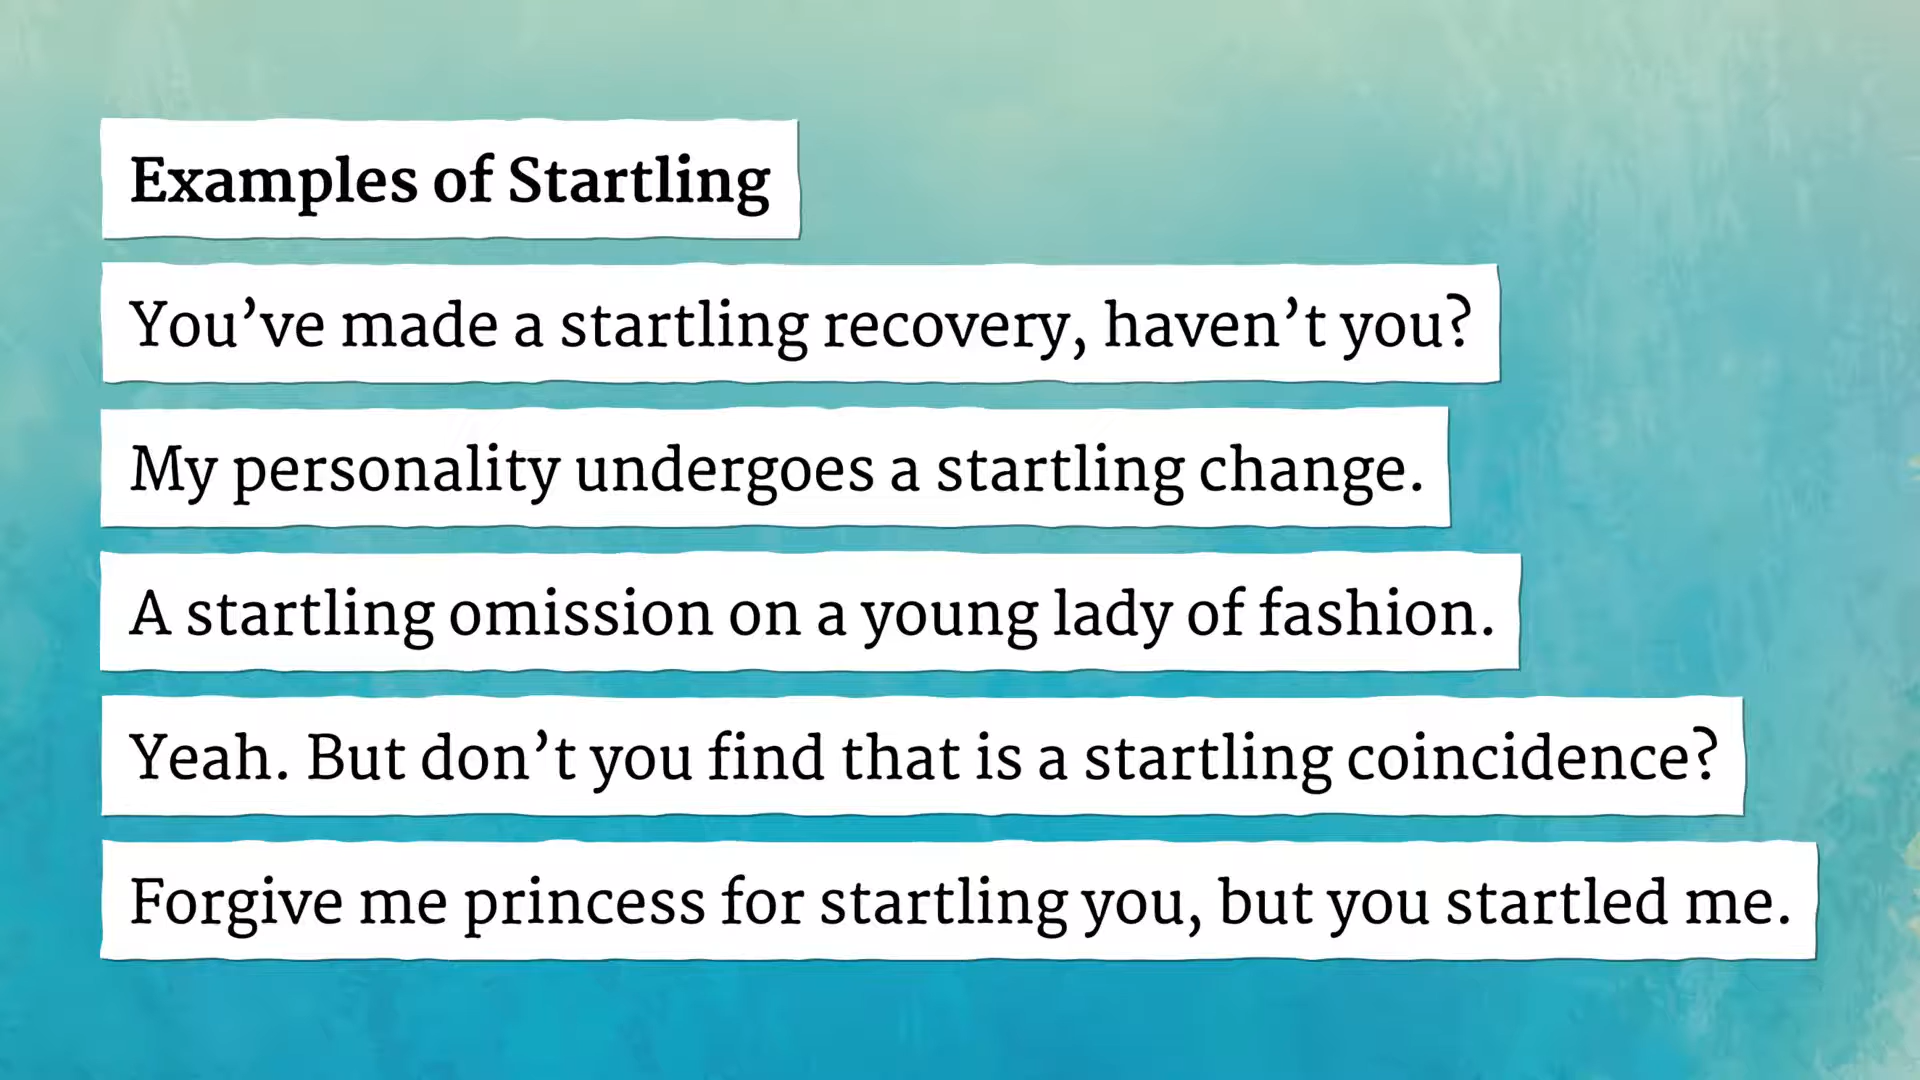 Examples of Startling
You’ve made a startling recovery, haven’t you?
My personality undergoes a startling change.
A startling omission on a young lady of fashion.
Yeah. But don’t you find that is a startling coincidence?
Forgive me princess for startling you, but you startled me.